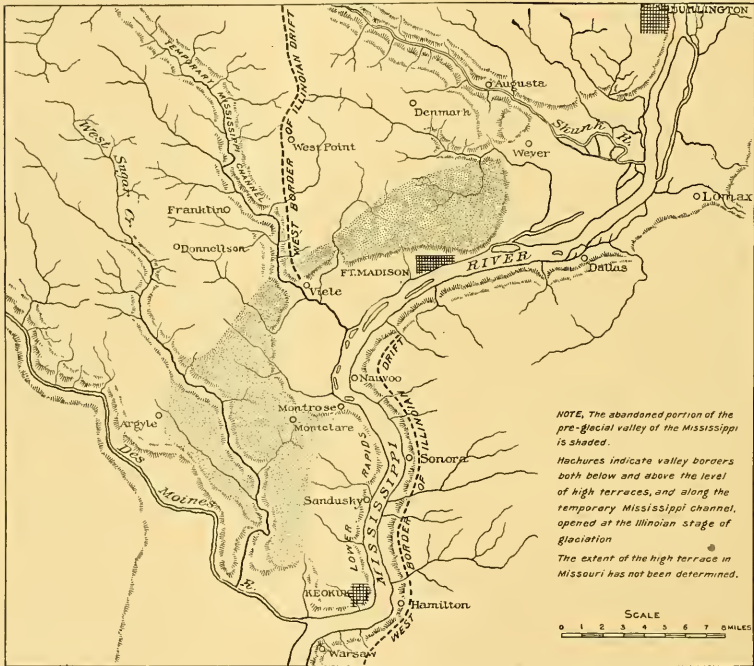 BURLINGTON
TEMPORARY MISSISSIPPI CHANNEL
WEST BORDER OF ILLINOIAN DRIFT
Augusta
Denmark
Skunk R.
West Point
Wever
West Sugar Cr.
Franklin
Lomax
Donnellson
FT. MADISON
RIVER
Dallas
Viele
Nauvoo
Montrose
Argyle
Montclare
Sonora
WEST BORDER OF ILLINOIAN DRIFT
MISSISSIPPI
LOWER RAPIDS
Sandusky
Des Moines R.
KEOKUK
Hamilton
Warsaw
NOTE, The abandoned portion of the
pre-glacial valley of the Mississippi
is shaded.
Hachures indicate valley borders
both below and above the level
of high terraces, and along the
temporary Mississippi channel,
opened at the Illinoian stage of
glaciation
The extent of the high terrace in
Missouri has not been determined.
SCALE
0 1 2 3 4 5 6 7 8 MILES